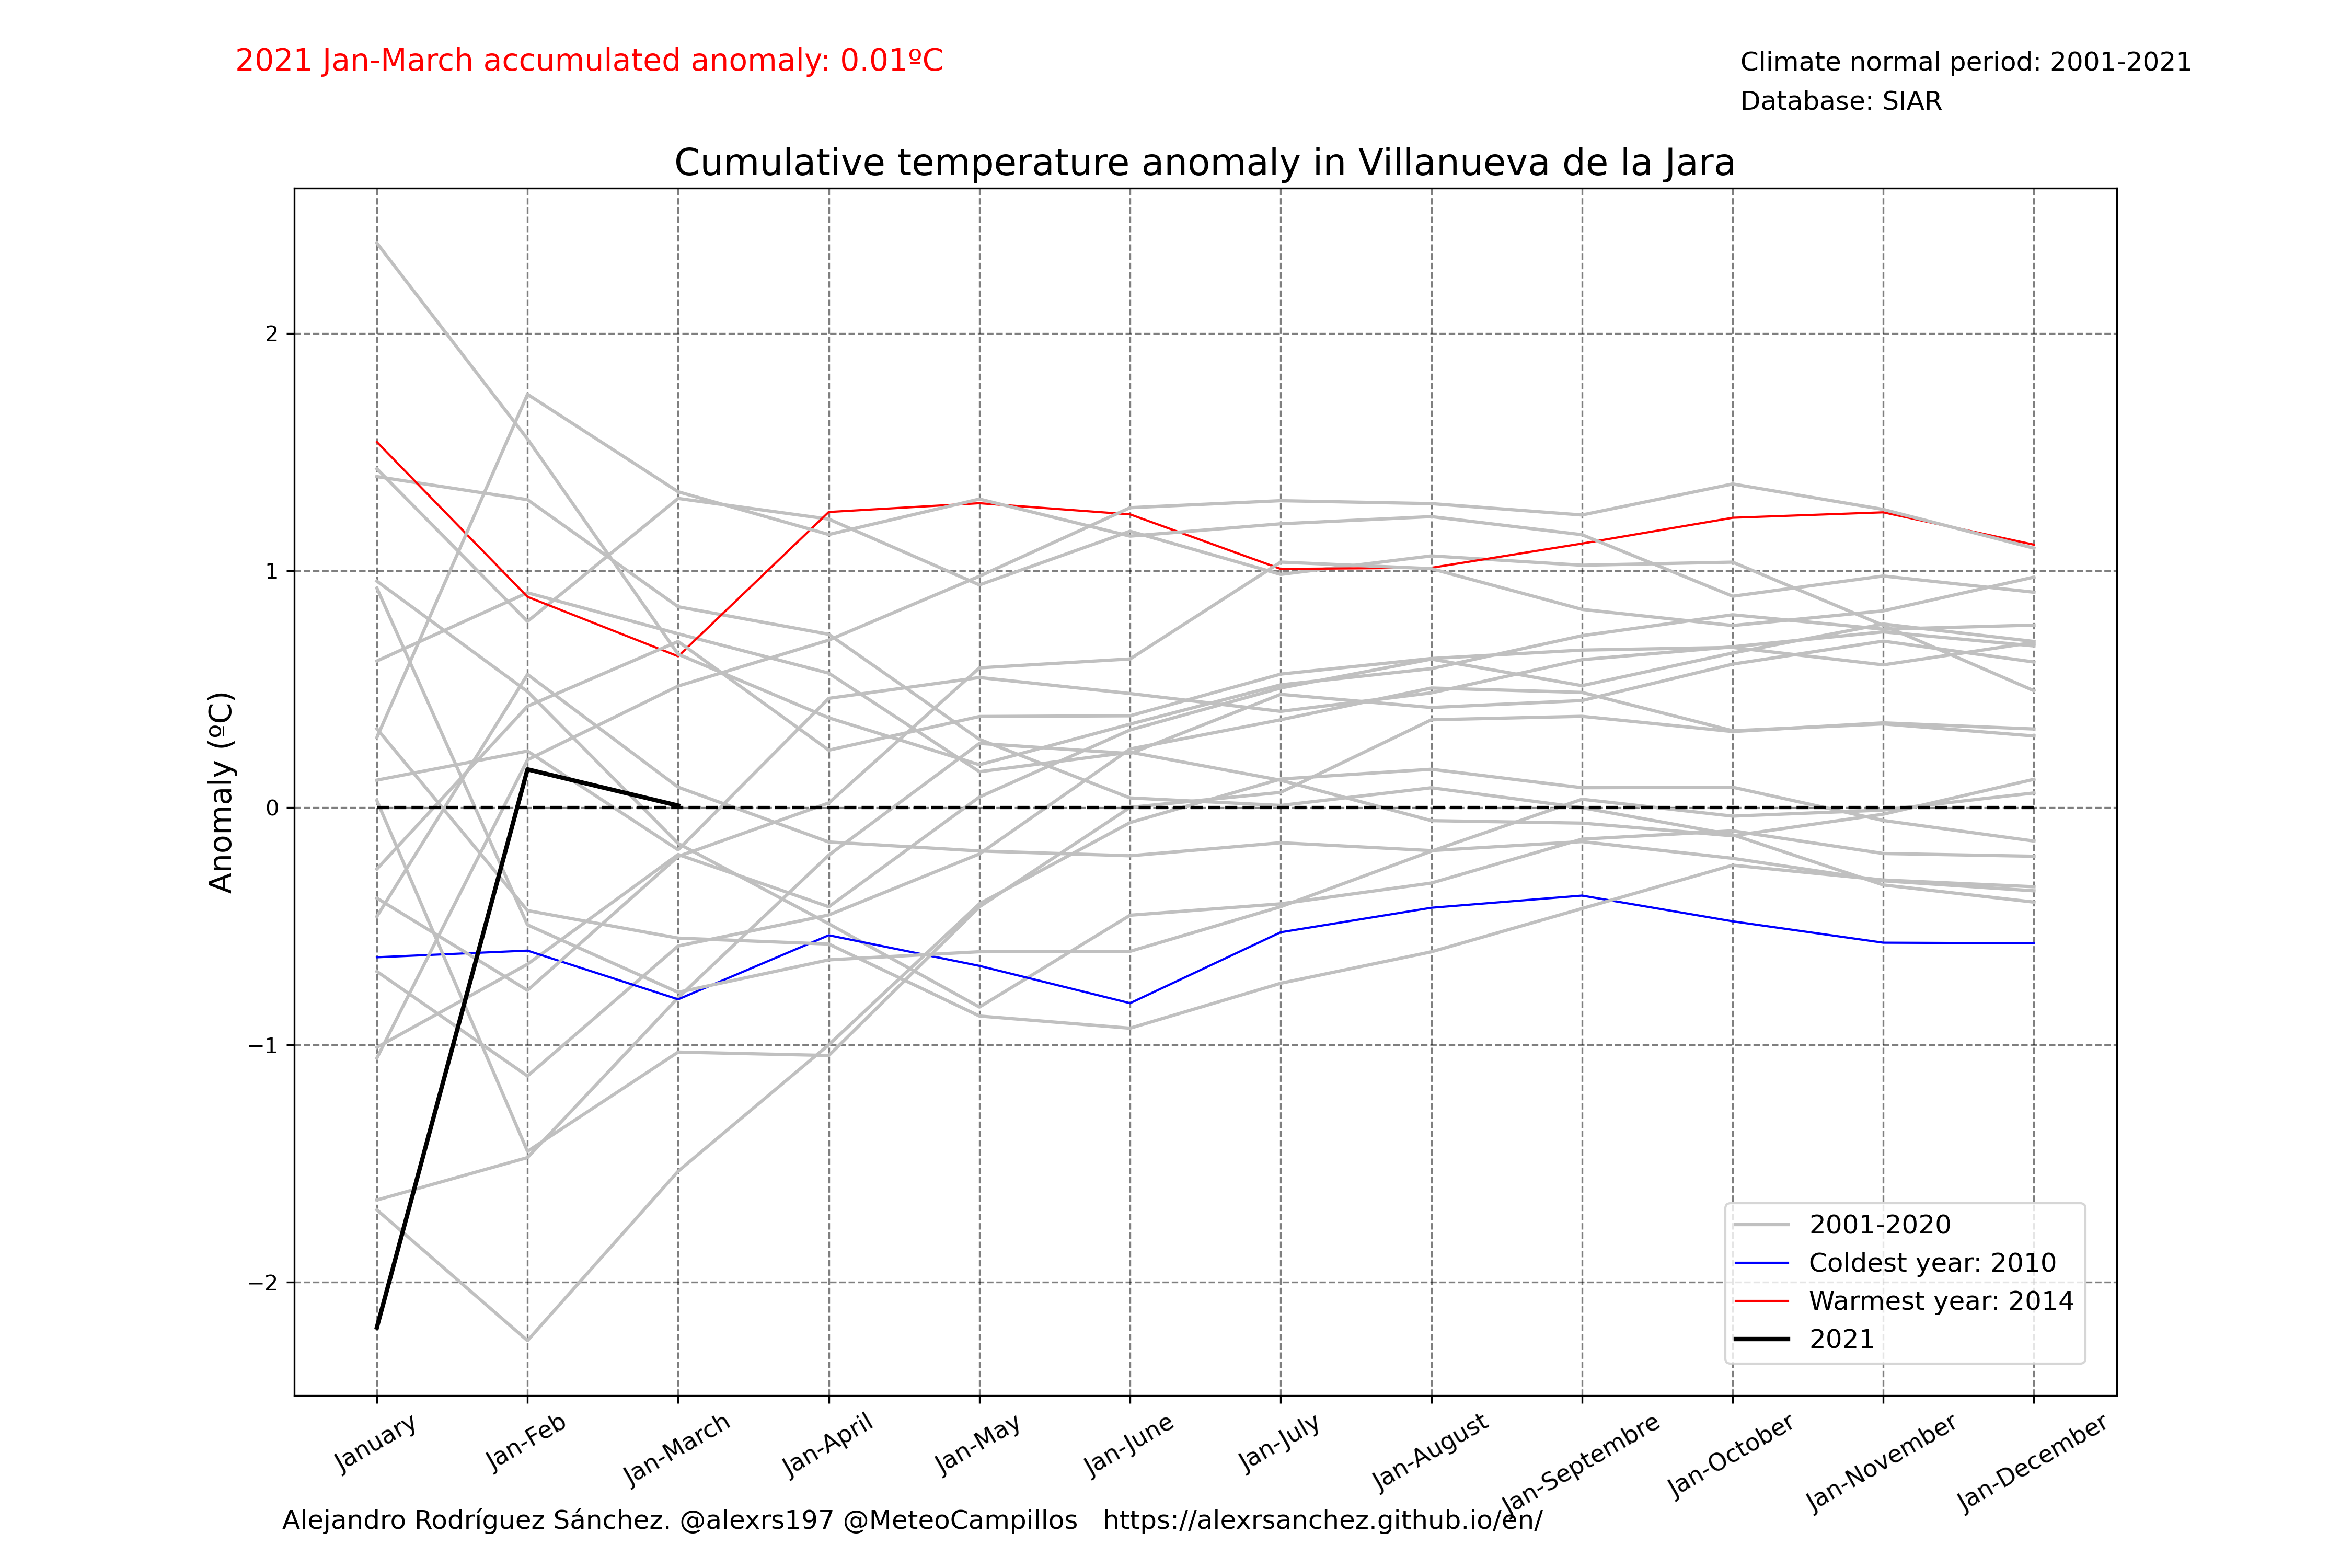 2021 Jan-March accumulated anomaly: 0.01ºC
Climate normal period: 2001-2021
Database: SIAR
Cumulative temperature anomaly in Villanueva de la Jara
Anomaly (ºC)
2
1
0
−1
−2
2001-2020
Coldest year: 2010
Warmest year: 2014
2021
January
Jan-Feb
Jan-March
Jan-April
Jan-May
Jan-June
Jan-July
Jan-August
Jan-Septembre
Jan-October
Jan-November
Jan-December
Alejandro Rodríguez Sánchez. @alexrs197 @MeteoCampillos https://alexrsanchez.github.io/en/